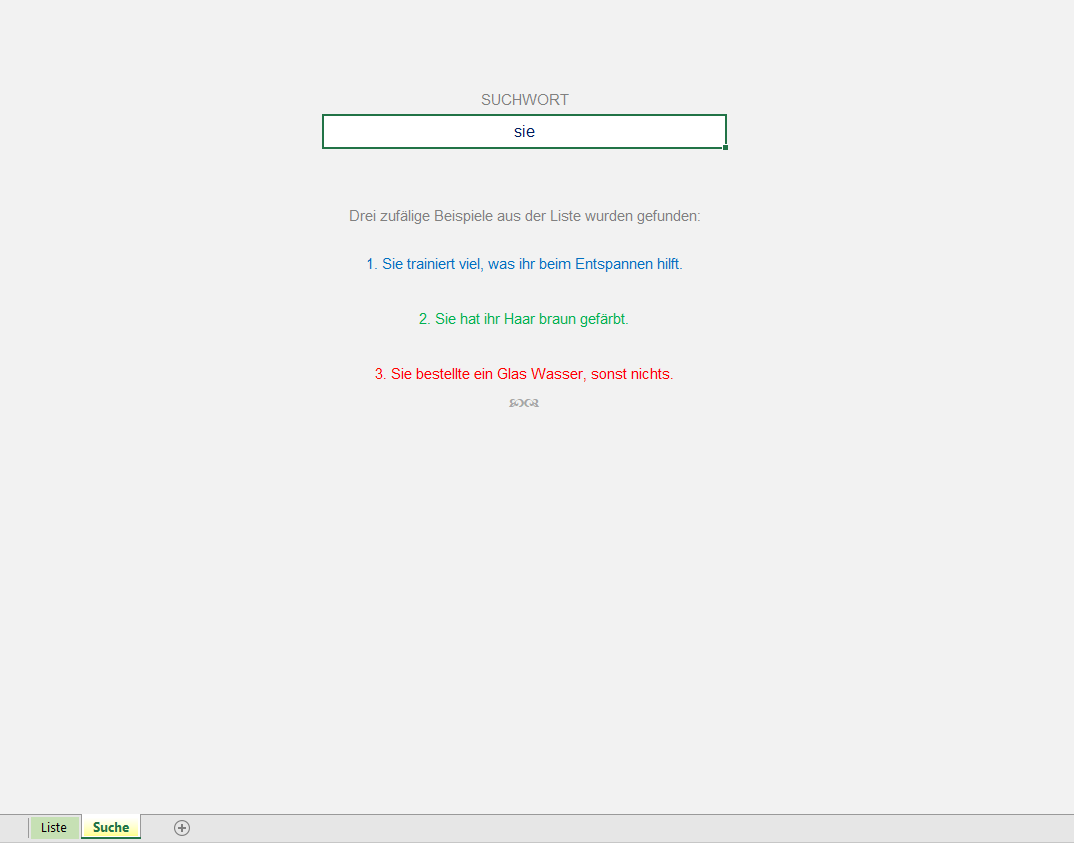 SUCHWORT
sie
Drei zufälige Beispiele aus der Liste wurden gefunden:
1. Sie trainiert viel, was ihr beim Entspannen hilft.
2. Sie hat ihr Haar braun gefärbt.
3. Sie bestellte ein Glas Wasser, sonst nichts.
Liste Suche